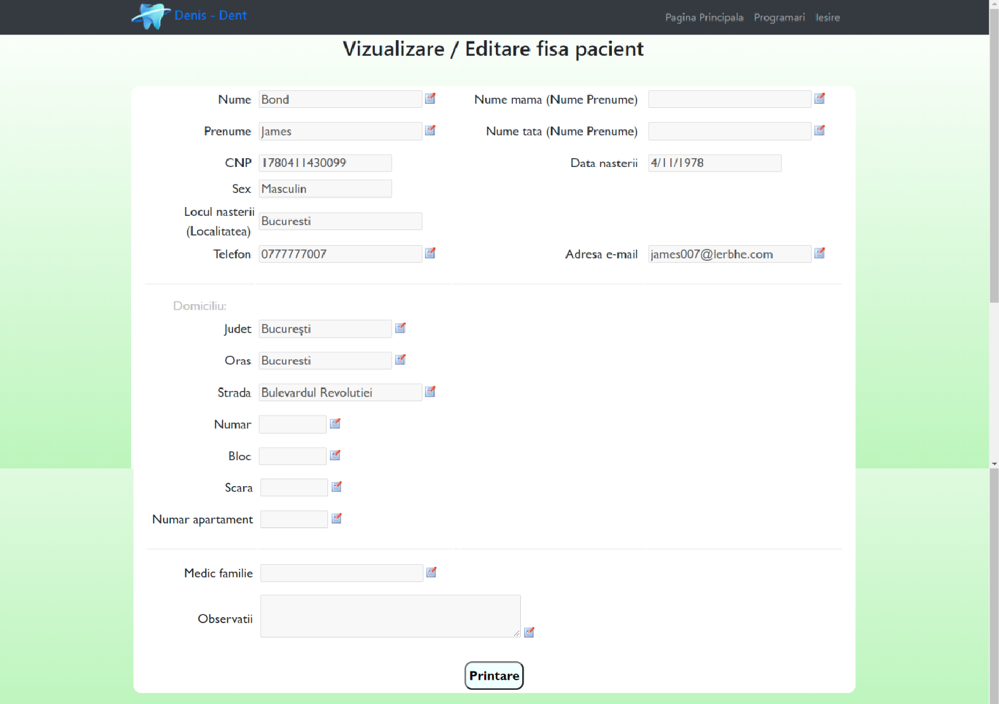 Denis - Dent
Pagina Principala Programari Iesire
Vizualizare / Editare fisa pacient
Nume Bond Nume mama (Nume Prenume)
Prenume James Nume tata (Nume Prenume)
CNP 1780411430099 Data nasterii 4/11/1978
Sex Masculin
Locul nasterii
(Localitatea) Bucuresti
Telefon 0777777007 Adresa e-mail james007@lerbhe.com
Domiciliu:
Judet București
Oras Bucuresti
Strada Bulevardul Revolutiei
Numar
Bloc
Scara
Numar apartament
Medic familie
Observatii
Printare